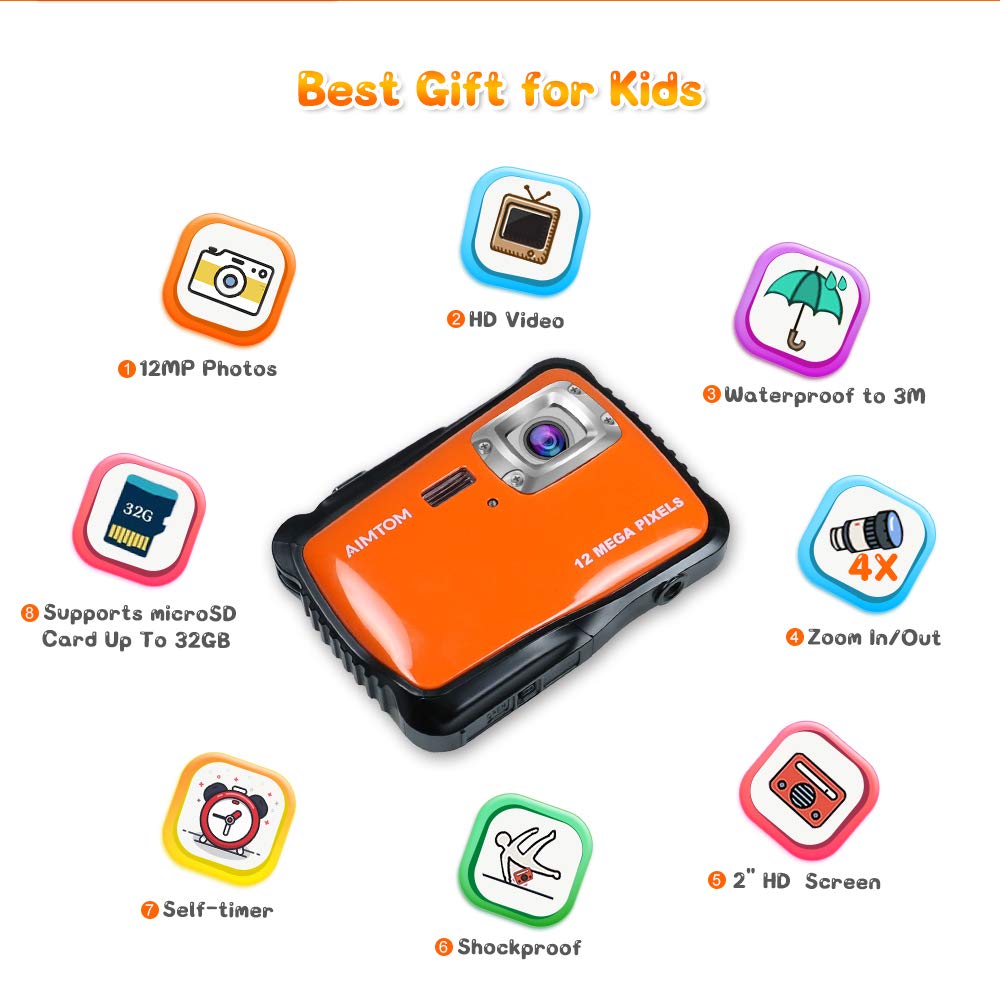 Best Gift for Kids
1 12MP Photos
2 HD Video
3 Waterproof to 3M
4X
4 Zoom In/Out
5 2" HD Screen
6 Shockproof
7 Self-timer
32G
8 Supports microSD
Card Up To 32GB
AIMTOM
12 MEGA PIXELS